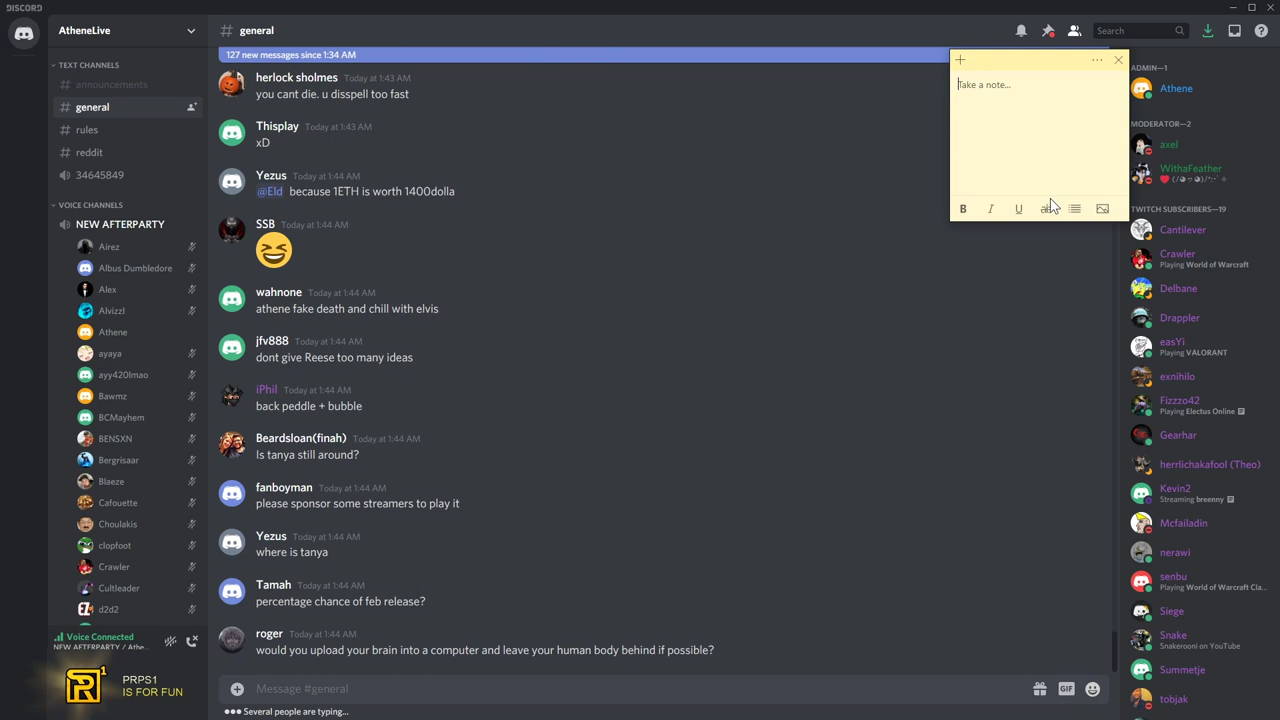 DISCORD
AtheneLive
# general
Search
127 new messages since 1:34 AM
TEXT CHANNELS
# announcements
# general
# rules
# reddit
34645849
VOICE CHANNELS
NEW AFTERPARTY
Airez
Albus Dumbledore
Alex
Alvizzl
Athene
ayaya
ayy420lmao
Bawmz
BCMayhem
BENSXN
Bergrisaar
Blaeze
Cafouette
Choulakis
clopfoot
Crawler
Cultleader
d2d2
Voice Connected
NEW AFTERPARTY / Athe...
R1
PRPS1
IS FOR FUN
herlock sholmes Today at 1:43 AM
you cant die. u disspell too fast
Thisplay Today at 1:43 AM
xD
Yezus Today at 1:44 AM
@Eld because 1ETH is worth 1400dolla
SSB Today at 1:44 AM
wahnone Today at 1:44 AM
athene fake death and chill with elvis
jfv888 Today at 1:44 AM
dont give Reese too many ideas
iPhil Today at 1:44 AM
back peddle + bubble
Beardsloan(finah) Today at 1:44 AM
Is tanya still around?
fanboyman Today at 1:44 AM
please sponsor some streamers to play it
Yezus Today at 1:44 AM
where is tanya
Tamah Today at 1:44 AM
percentage chance of feb release?
roger Today at 1:44 AM
would you upload your brain into a computer and leave your human body behind if possible?
Message #general
GIF
Several people are typing...
Take a note...
B I U ab
ADMIN—1
Athene
MODERATOR—2
axel
WithaFeather
TWITCH SUBSCRIBERS—19
Cantilever
Crawler
Playing World of Warcraft
Delbane
Drappler
easYi
Playing VALORANT
exnihilo
Fizzzo42
Playing Electus Online
Gearhar
herrlichakafool (Theo)
Kevin2
Streaming breenny
Mcfailadin
nerawi
senbu
Playing World of Warcraft Cla...
Siege
Snake
Snakerooni on YouTube
Summetje
tobjak